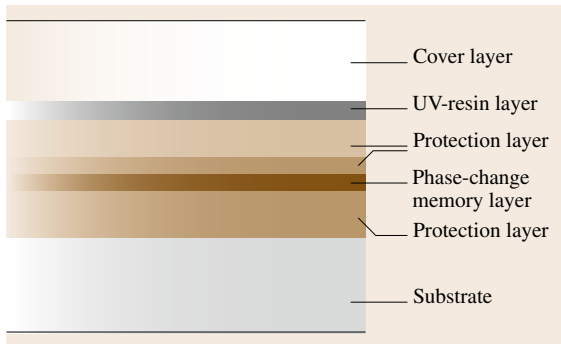 Cover layer
UV-resin layer
Protection layer
Phase-change
memory layer
Protection layer
Substrate